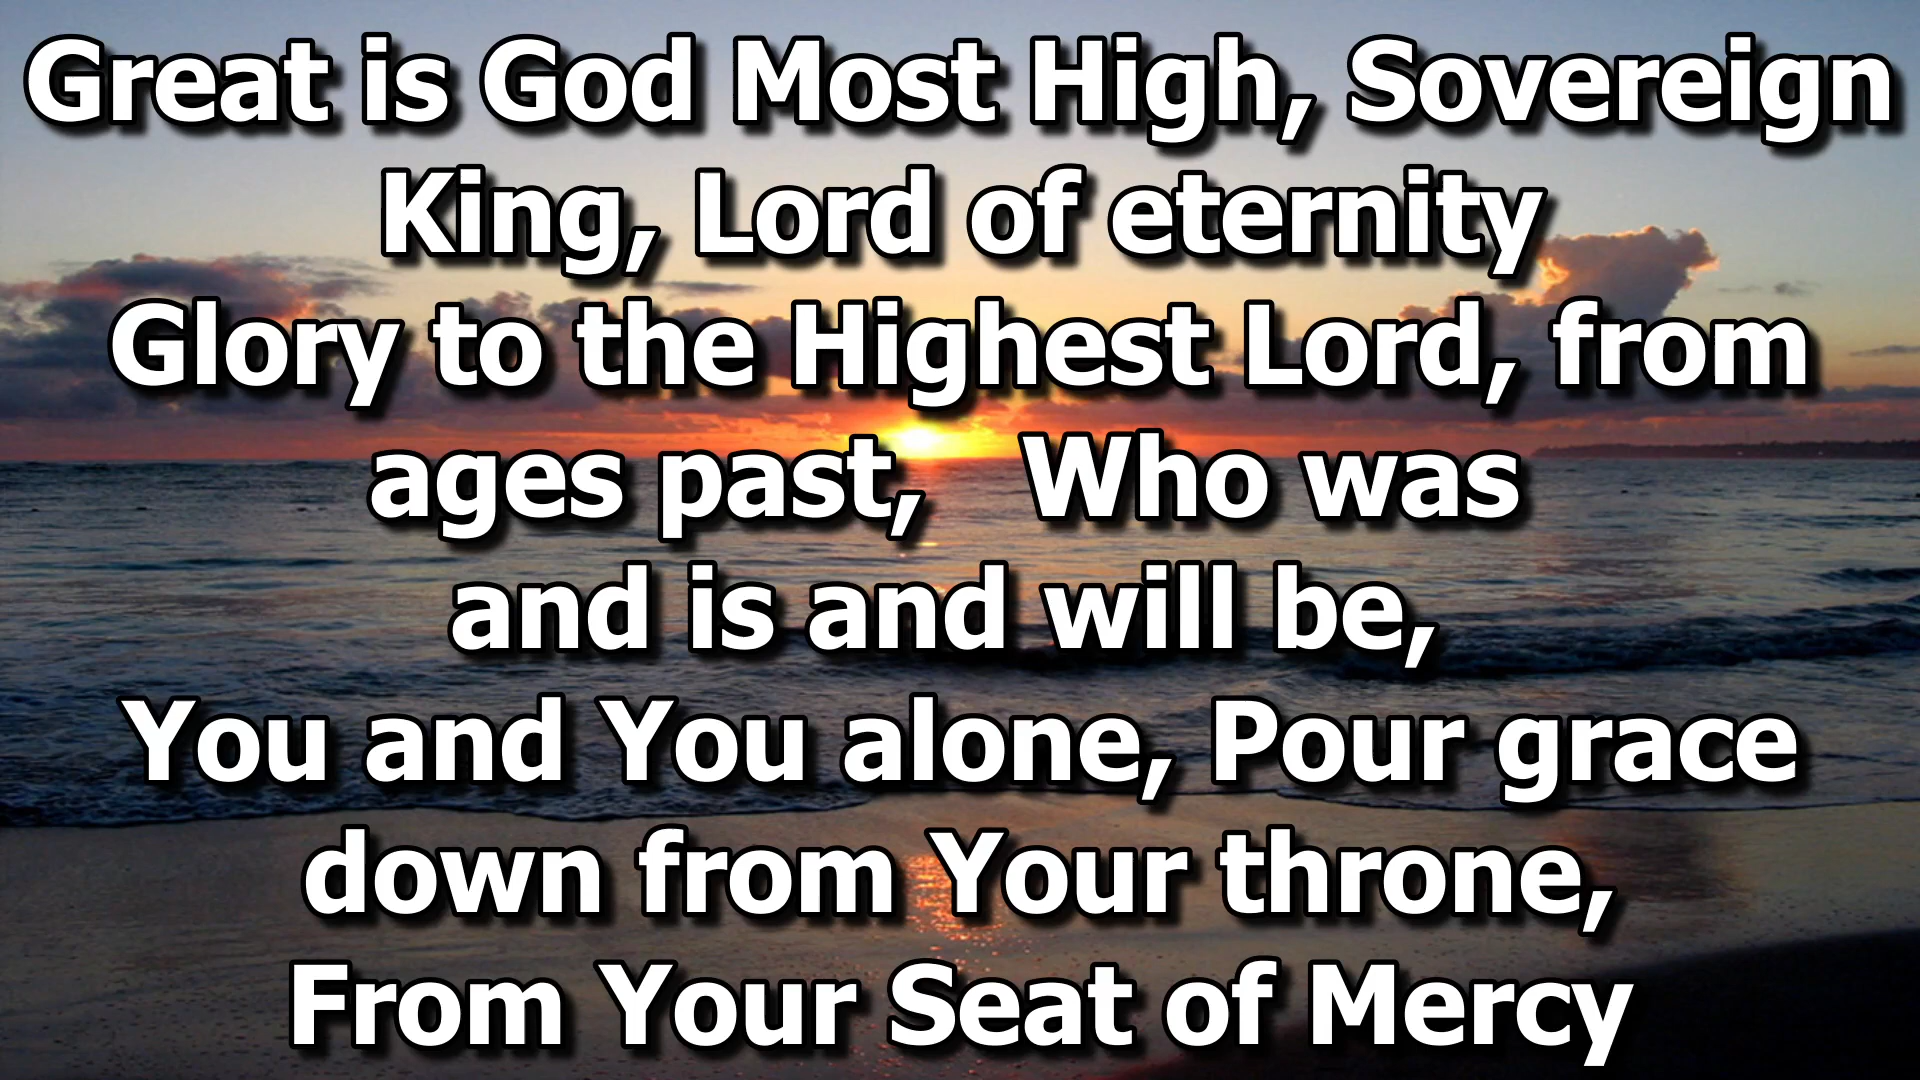 Great is God Most High, Sovereign
King, Lord of eternity
Glory to the Highest Lord, from
ages past,   Who was
and is and will be,
You and You alone, Pour grace
down from Your throne,
From Your Seat of Mercy